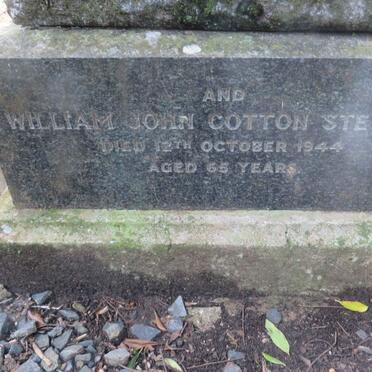 AND
WILLIAM JOHN COTTON STE
DIED 12TH OCTOBER 1944
AGED 65 YEARS